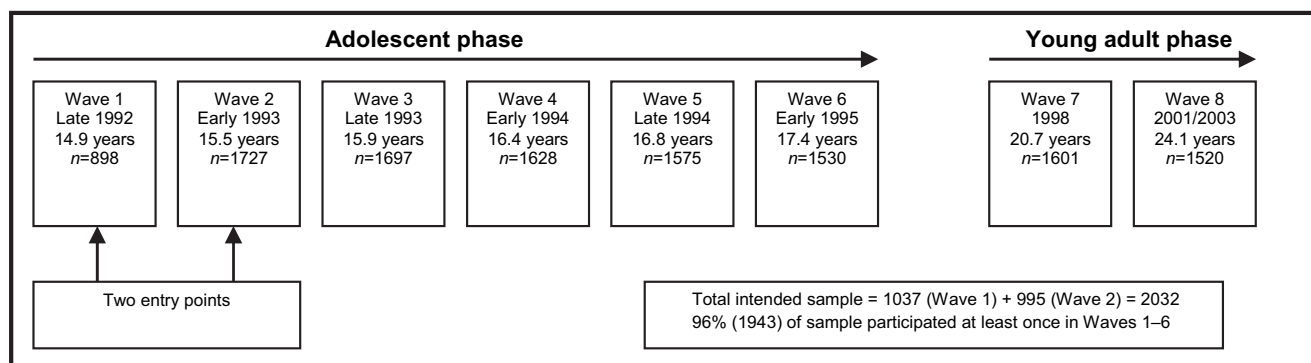 Adolescent phase
Young adult phase
Wave 1
Late 1992
14.9 years
n=898
Wave 2
Early 1993
15.5 years
n=1727
Wave 3
Late 1993
15.9 years
n=1697
Wave 4
Early 1994
16.4 years
n=1628
Wave 5
Late 1994
16.8 years
n=1575
Wave 6
Early 1995
17.4 years
n=1530
Wave 7
1998
20.7 years
n=1601
Wave 8
2001/2003
24.1 years
n=1520
Two entry points
Total intended sample = 1037 (Wave 1) + 995 (Wave 2) = 2032
96% (1943) of sample participated at least once in Waves 1–6